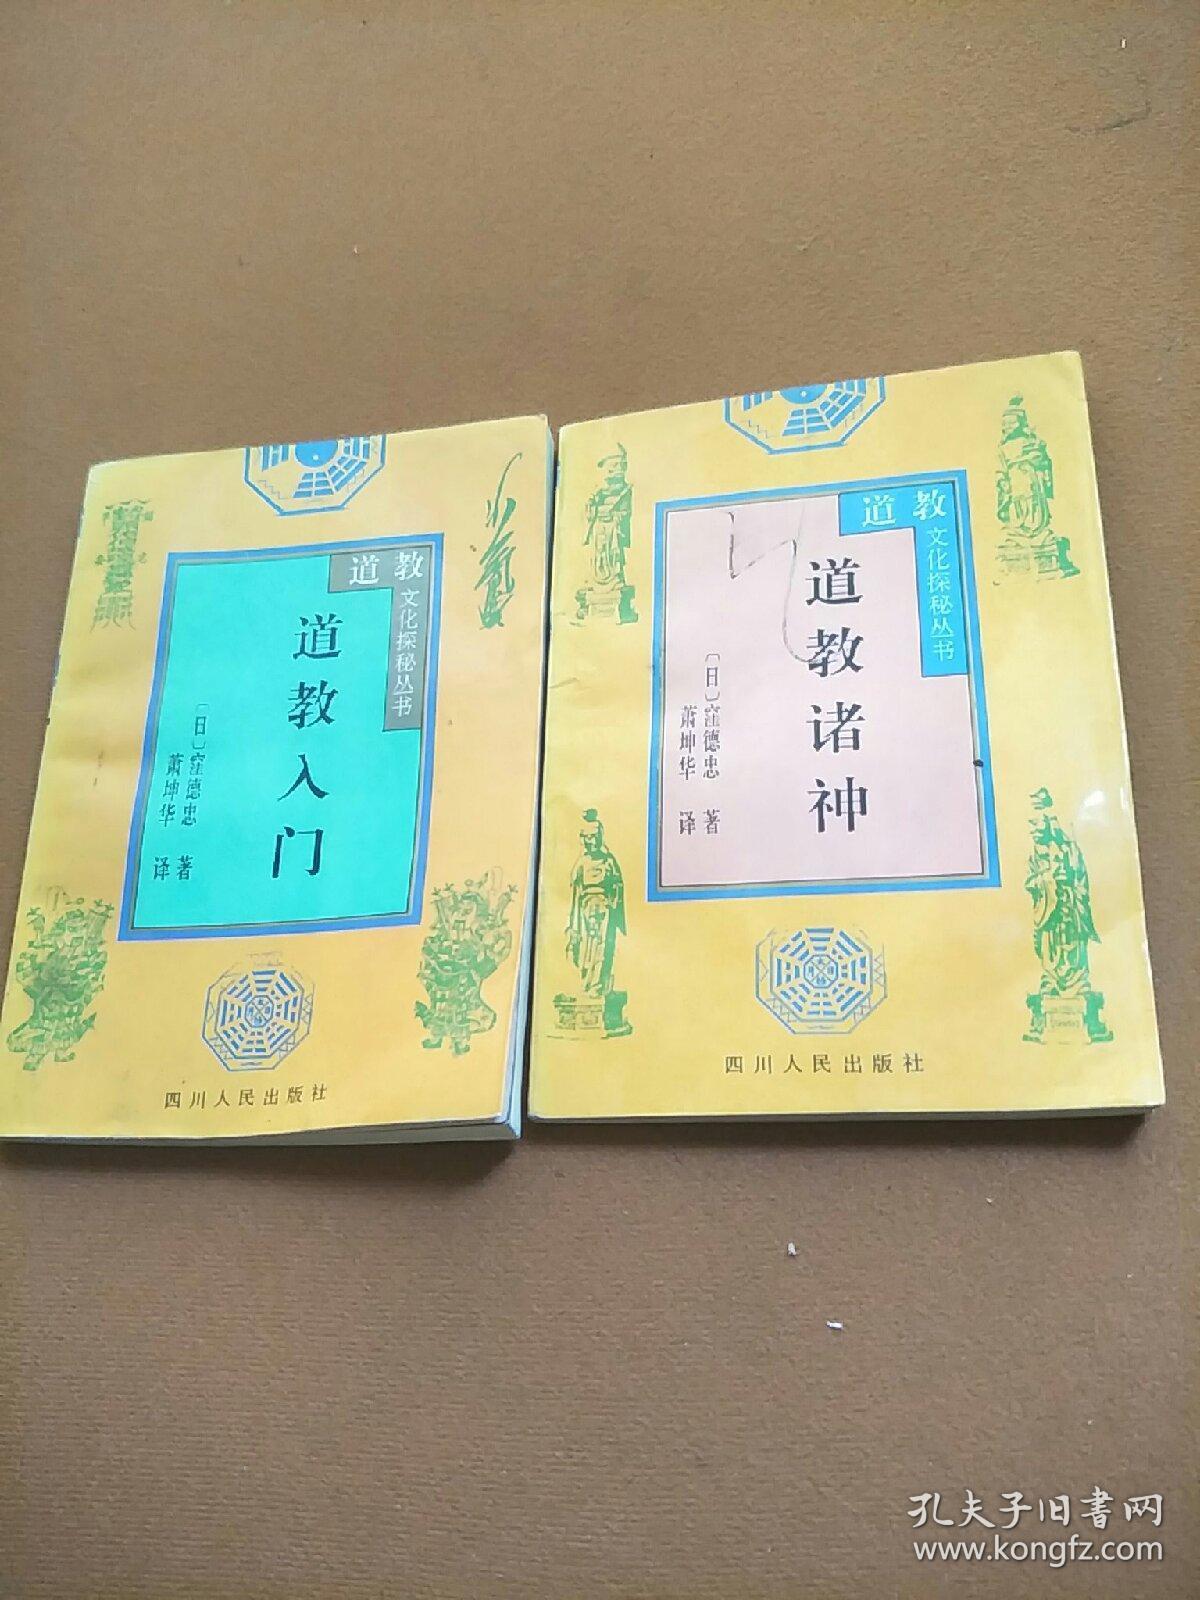 道教
文化探秘丛书
道教入门
〔日〕窪德忠 著
萧坤华 译
四川人民出版社
道教
文化探秘丛书
道教诸神
〔日〕窪德忠 著
萧坤华 译
四川人民出版社
孔夫子旧书网
www.kongfz.com